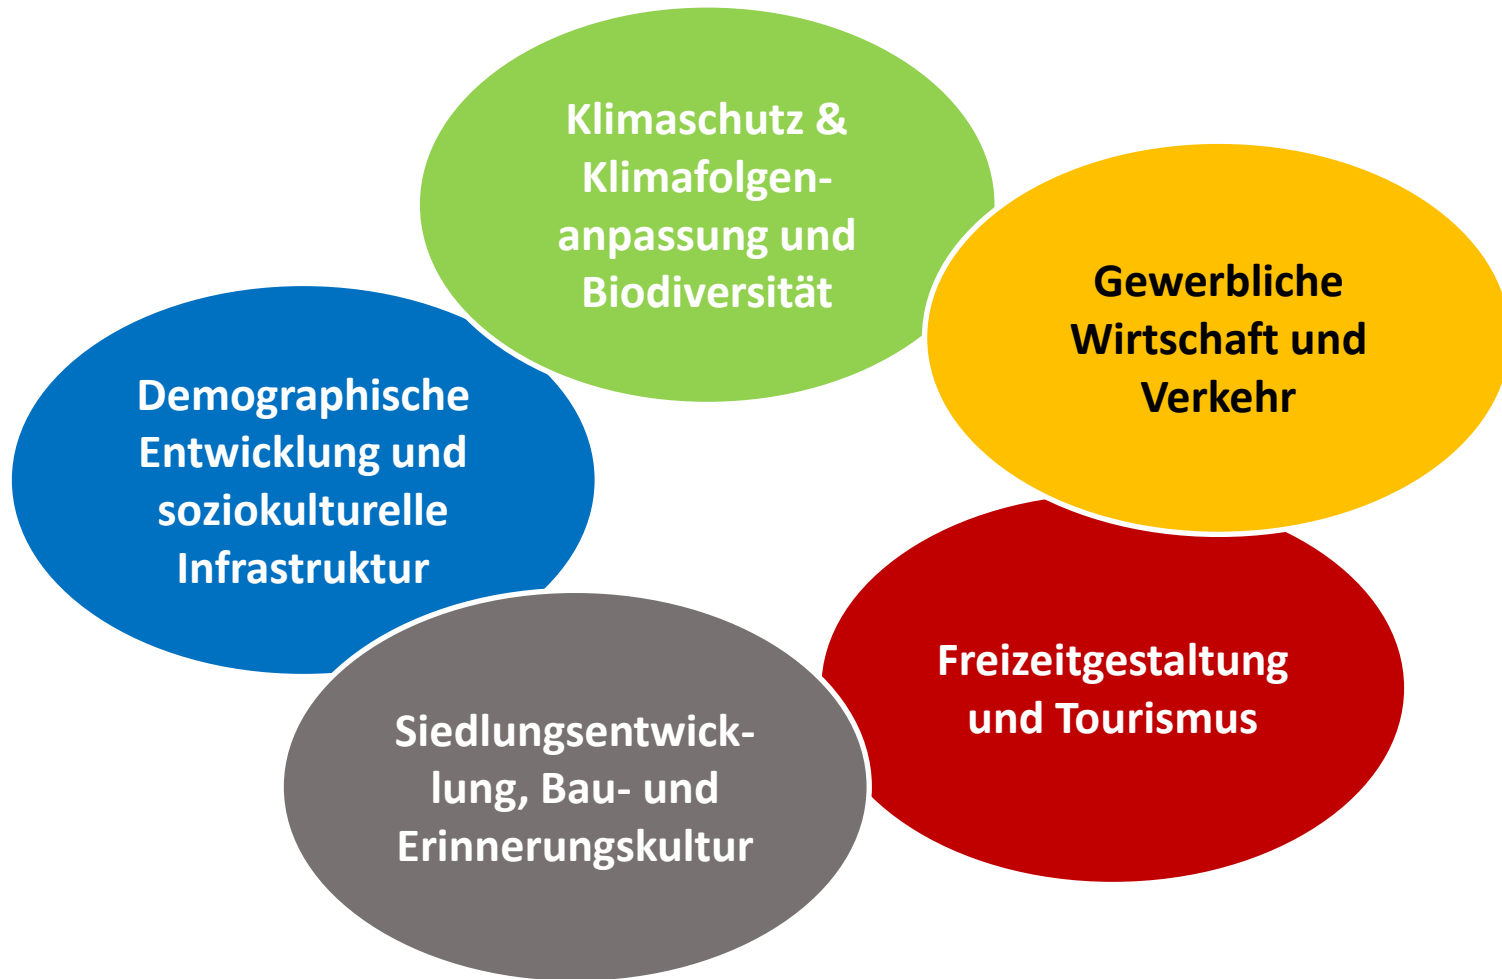 Klimaschutz &
Klimafolgen-
anpassung und
Biodiversität
Gewerbliche
Wirtschaft und
Verkehr
Demographische
Entwicklung und
soziokulturelle
Infrastruktur
Freizeitgestaltung
und Tourismus
Siedlungsentwick-
lung, Bau- und
Erinnerungskultur